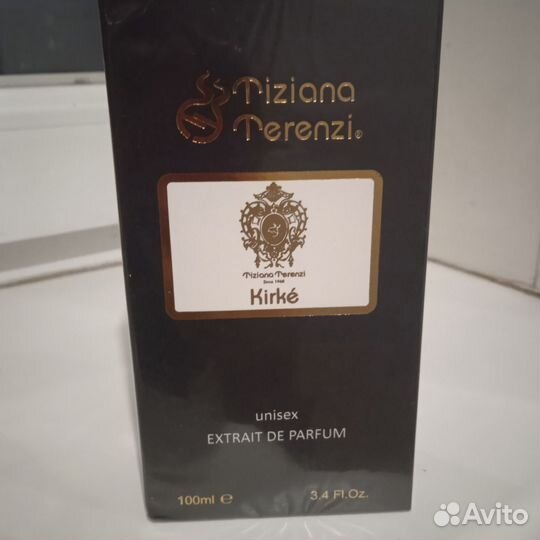 Tiziana
Terenzi®
Tiziana Terenzi
Since 1968
Kirké
unisex
EXTRAIT DE PARFUM
100ml ℮ 3.4 Fl.Oz.
Avito